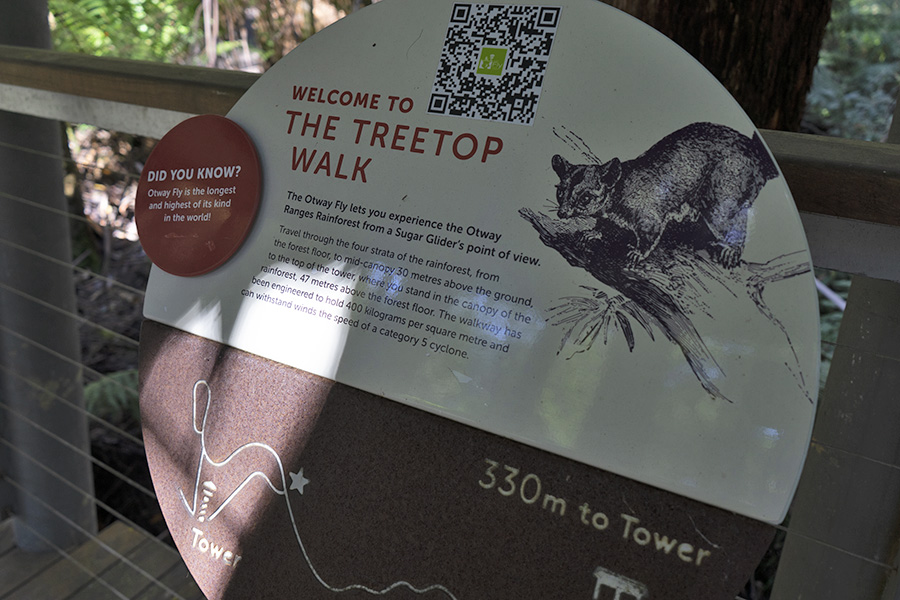 WELCOME TO
THE TREETOP
WALK
DID YOU KNOW?
Otway Fly is the longest
and highest of its kind
in the world!
The Otway Fly lets you experience the Otway
Ranges Rainforest from a Sugar Glider's point of view.
Travel through the four strata of the rainforest, from
the forest floor, to mid-canopy 30 metres above the ground,
to the top of the tower, where you stand in the canopy of the
rainforest, 47 metres above the forest floor. The walkway has
been engineered to hold 400 kilograms per square metre and
can withstand winds the speed of a category 5 cyclone.
330m to Tower
Tower